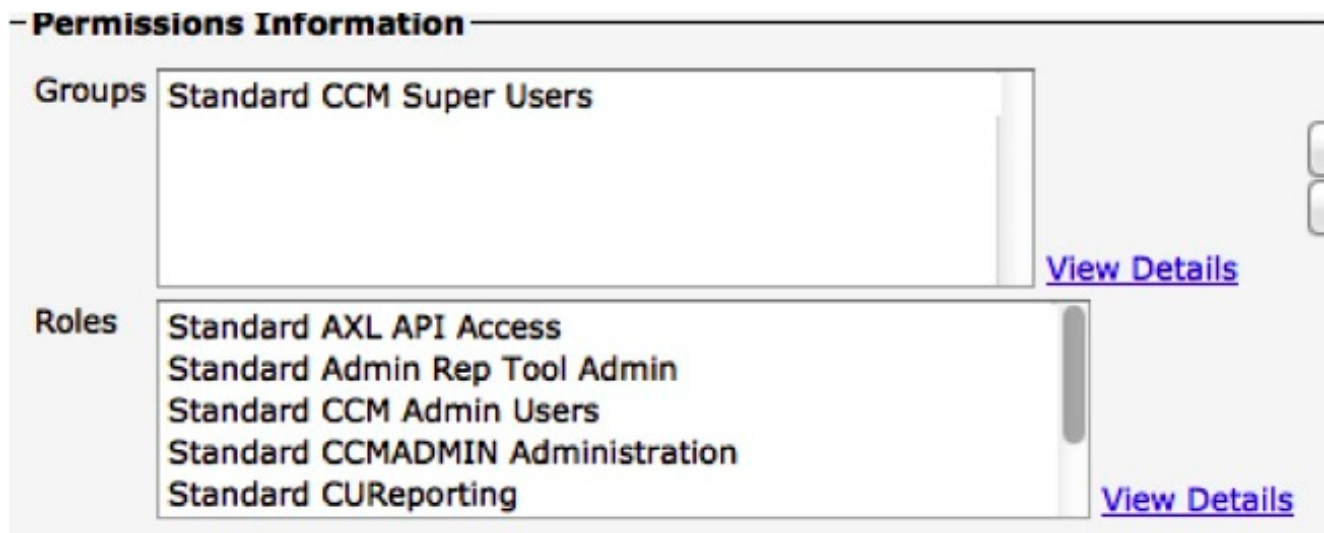 Permissions Information
Groups Standard CCM Super Users
View Details
Roles Standard AXL API Access
Standard Admin Rep Tool Admin
Standard CCM Admin Users
Standard CCMADMIN Administration
Standard CUReporting
View Details